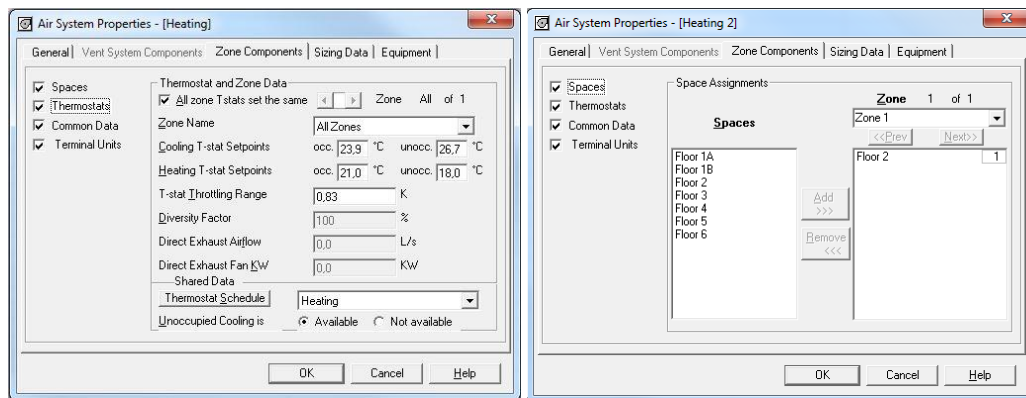 Air System Properties - [Heating]
General Vent System Components Zone Components Sizing Data Equipment
Spaces
Thermostats
Common Data
Terminal Units
Thermostat and Zone Data
All zone Tstats set the same Zone All of 1
Zone Name All Zones
Cooling T-stat Setpoints occ. 23,9 °C unocc. 26,7 °C
Heating T-stat Setpoints occ. 21,0 °C unocc. 18,0 °C
T-stat Throttling Range 0,83 K
Diversity Factor 100 %
Direct Exhaust Airflow 0,0 L/s
Direct Exhaust Fan KW 0,0 KW
Shared Data
Thermostat Schedule Heating
Unoccupied Cooling is Available Not available
OK Cancel Help
Air System Properties - [Heating 2]
General Vent System Components Zone Components Sizing Data Equipment
Spaces
Thermostats
Common Data
Terminal Units
Space Assignments
Zone 1 of 1
Spaces
Zone 1
<<Prev Next>>
Floor 1A
Floor 1B
Floor 2
Floor 3
Floor 4
Floor 5
Floor 6
Add
>>>
Remove
<<<
Floor 2 1
OK Cancel Help